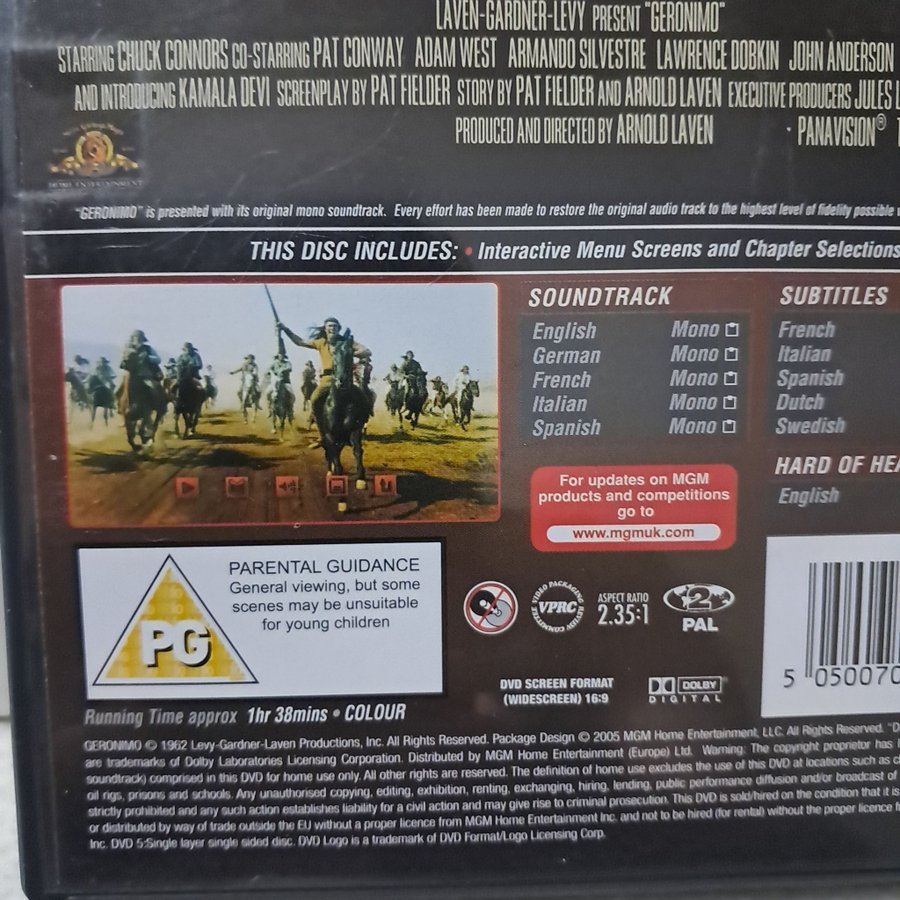 LAVEN-GARDNER-LEVY PRESENT "GERONIMO"
STARRING CHUCK CONNORS CO-STARRING PAT CONWAY ADAM WEST ARMANDO SILVESTRE LAWRENCE DOBKIN JOHN ANDERSON
AND INTRODUCING KAMALA DEVI SCREENPLAY BY PAT FIELDER STORY BY PAT FIELDER AND ARNOLD LAVEN EXECUTIVE PRODUCERS JULES L
PRODUCED AND DIRECTED BY ARNOLD LAVEN PANAVISION®
HOME ENTERTAINMENT
"GERONIMO" is presented with its original mono soundtrack. Every effort has been made to restore the original audio track to the highest level of fidelity possible
THIS DISC INCLUDES: • Interactive Menu Screens and Chapter Selections
SOUNDTRACK
English Mono
German Mono
French Mono
Italian Mono
Spanish Mono
SUBTITLES
French
Italian
Spanish
Dutch
Swedish
HARD OF HEA
English
For updates on MGM
products and competitions
go to
www.mgmuk.com
PARENTAL GUIDANCE
General viewing, but some
scenes may be unsuitable
for young children
PG
VIDEO PACKAGING REVIEW COMMITTEE
VPRC
ASPECT RATIO
2.35:1
2
PAL
DVD SCREEN FORMAT
(WIDESCREEN) 16:9
DOLBY
DIGITAL
5 050070
Running Time approx 1hr 38mins • COLOUR
GERONIMO © 1962 Levy-Gardner-Laven Productions, Inc. All Rights Reserved. Package Design © 2005 MGM Home Entertainment, LLC. All Rights Reserved. "D
are trademarks of Dolby Laboratories Licensing Corporation. Distributed by MGM Home Entertainment (Europe) Ltd. Warning: The copyright proprietor has l
soundtrack) comprised in this DVD for home use only. All other rights are reserved. The definition of home use excludes the use of this DVD at locations such as c
oil rigs, prisons and schools. Any unauthorised copying, editing, exhibition, renting, exchanging, hiring, lending, public performance diffusion and/or broadcast of
strictly prohibited and any such action establishes liability for a civil action and may give rise to criminal prosecution. This DVD is sold/hired on the condition that it is
or distributed by way of trade outside the EU without a proper licence from MGM Home Entertainment Inc. and not to be hired (for rental) without the proper licence fr
Inc. DVD 5:Single layer single sided disc. DVD Logo is a trademark of DVD Format/Logo Licensing Corp.